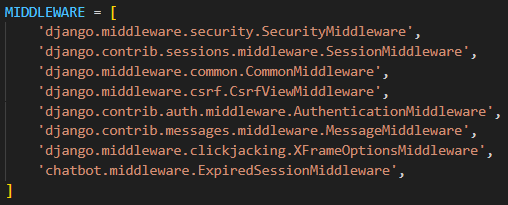 MIDDLEWARE = [
    'django.middleware.security.SecurityMiddleware',
    'django.contrib.sessions.middleware.SessionMiddleware',
    'django.middleware.common.CommonMiddleware',
    'django.middleware.csrf.CsrfViewMiddleware',
    'django.contrib.auth.middleware.AuthenticationMiddleware',
    'django.contrib.messages.middleware.MessageMiddleware',
    'django.middleware.clickjacking.XFrameOptionsMiddleware',
    'chatbot.middleware.ExpiredSessionMiddleware',
]